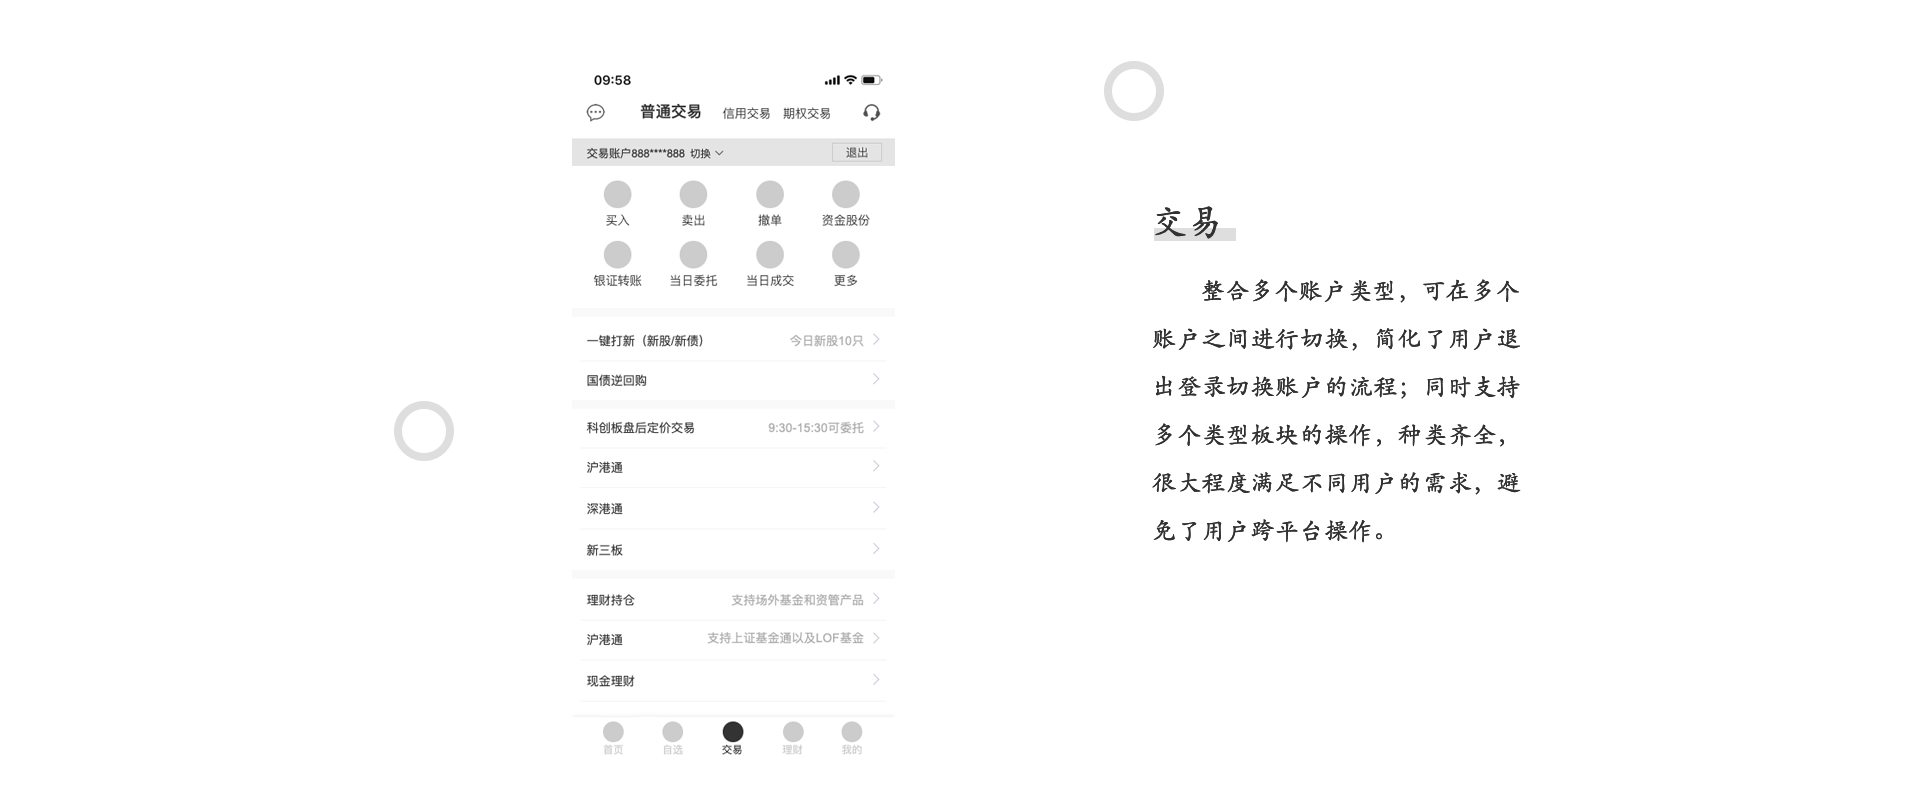 09:58
普通交易 信用交易 期权交易
交易账户888****888 切换 退出
买入 卖出 撤单 资金股份
银证转账 当日委托 当日成交 更多
一键打新（新股/新债） 今日新股10只
国债逆回购
科创板盘后定价交易 9:30-15:30可委托
沪港通
深港通
新三板
理财持仓 支持场外基金和资管产品
沪港通 支持上证基金通以及LOF基金
现金理财
首页 自选 交易 理财 我的
交易
整合多个账户类型，可在多个
账户之间进行切换，简化了用户退
出登录切换账户的流程；同时支持
多个类型板块的操作，种类齐全，
很大程度满足不同用户的需求，避
免了用户跨平台操作。